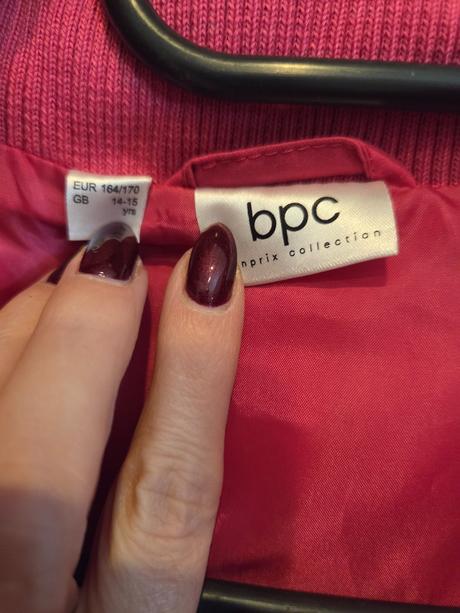 EUR 164/170
GB 14-15
yrs
bpc
nprix collection